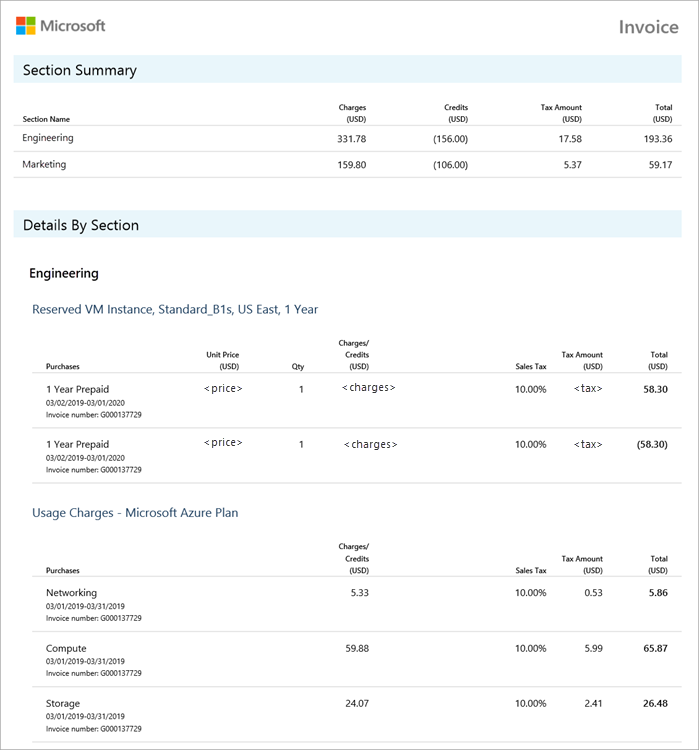 Microsoft Invoice
Section Summary
Charges Credits Tax Amount Total
Section Name (USD) (USD) (USD) (USD)
Engineering 331.78 (156.00) 17.58 193.36
Marketing 159.80 (106.00) 5.37 59.17
Details By Section
Engineering
Reserved VM Instance, Standard_B1s, US East, 1 Year
Charges/
Unit Price Credits Tax Amount Total
Purchases (USD) Qty (USD) Sales Tax (USD) (USD)
1 Year Prepaid <price> 1 <charges> 10.00% <tax> 58.30
03/02/2019-03/01/2020
Invoice number: G000137729
1 Year Prepaid <price> 1 <charges> 10.00% <tax> (58.30)
03/02/2019-03/01/2020
Invoice number: G000137729
Usage Charges - Microsoft Azure Plan
Charges/
Credits Tax Amount Total
Purchases (USD) Sales Tax (USD) (USD)
Networking 5.33 10.00% 0.53 5.86
03/01/2019-03/31/2019
Invoice number: G000137729
Compute 59.88 10.00% 5.99 65.87
03/01/2019-03/31/2019
Invoice number: G000137729
Storage 24.07 10.00% 2.41 26.48
03/01/2019-03/31/2019
Invoice number: G000137729